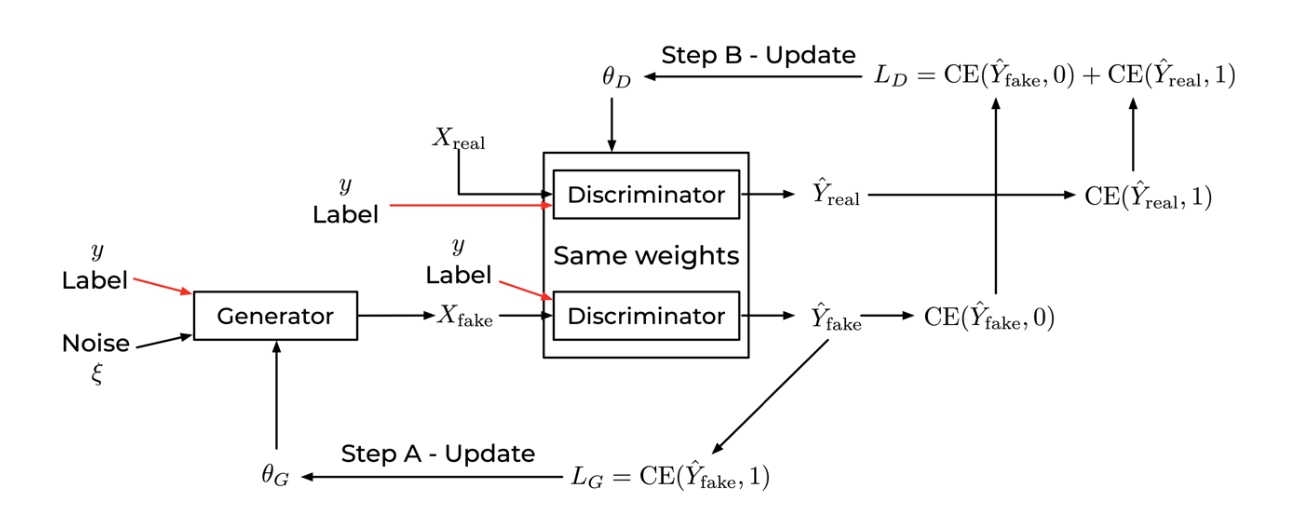 Step B - Update
θ_D
L_D = CE(Ŷ_fake, 0) + CE(Ŷ_real, 1)
X_real
y
Label
Discriminator
Ŷ_real
CE(Ŷ_real, 1)
Same weights
y
Label
y
Label
Generator
X_fake
Discriminator
Ŷ_fake
CE(Ŷ_fake, 0)
Noise
ξ
Step A - Update
θ_G
L_G = CE(Ŷ_fake, 1)